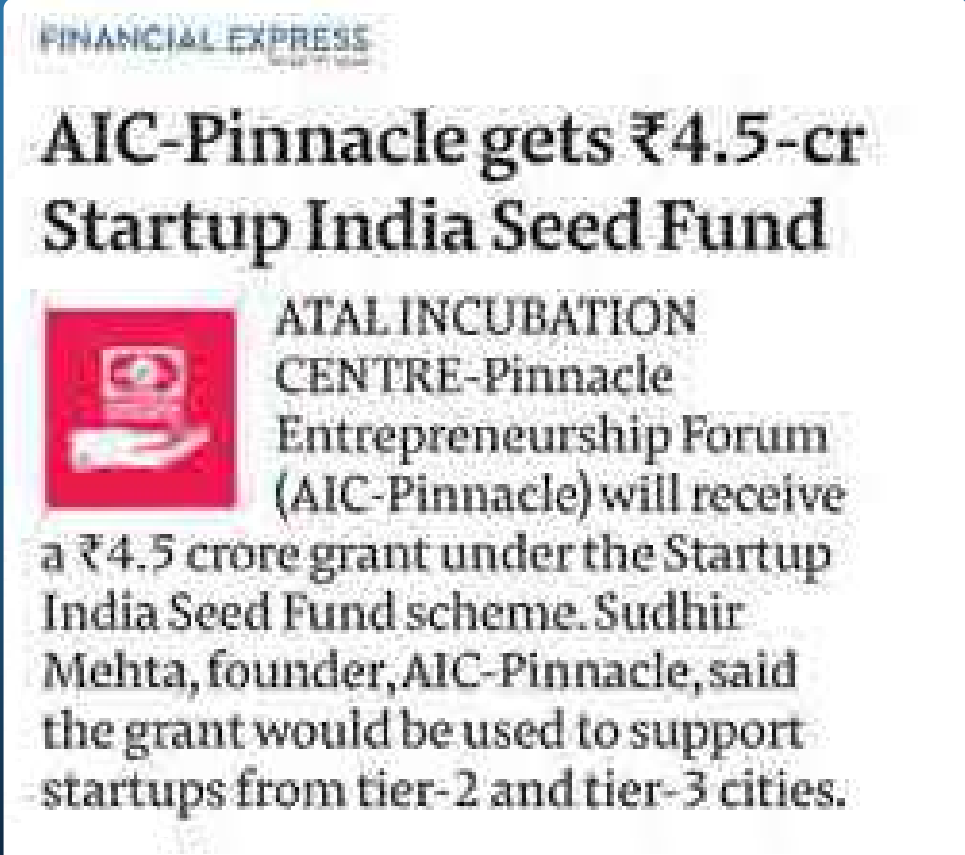 FINANCIAL EXPRESS
AIC-Pinnacle gets ₹4.5-cr
Startup India Seed Fund
ATAL INCUBATION
CENTRE-Pinnacle
Entrepreneurship Forum
(AIC-Pinnacle) will receive
a ₹4.5 crore grant under the Startup
India Seed Fund scheme. Sudhir
Mehta, founder, AIC-Pinnacle, said
the grant would be used to support
startups from tier-2 and tier-3 cities.